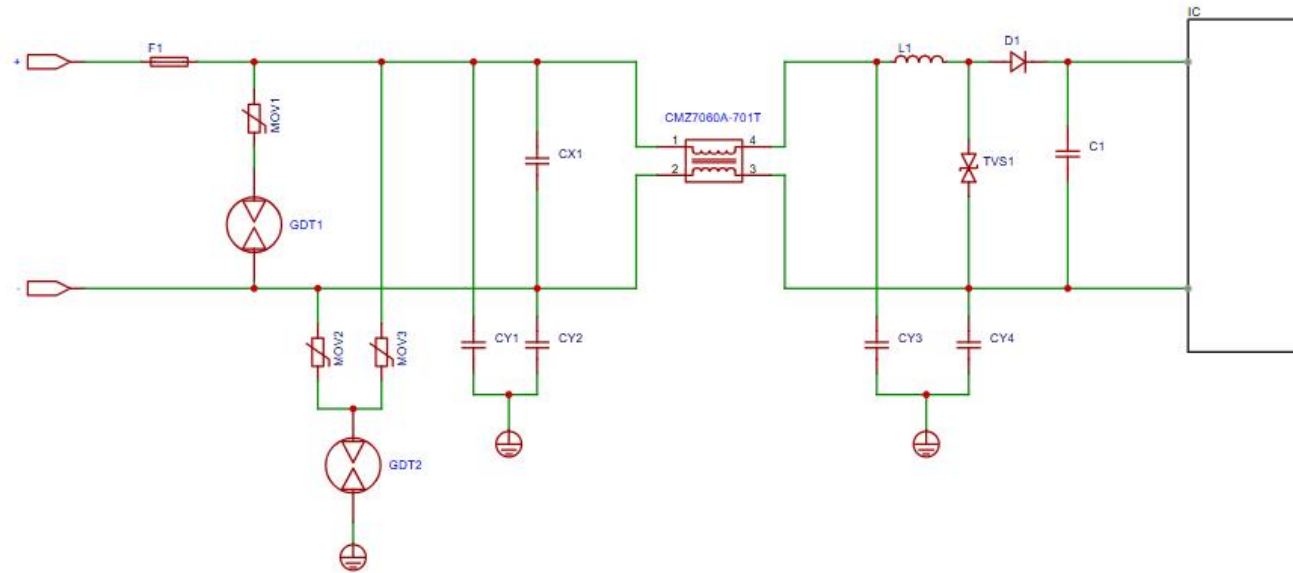 IC
+
F1
L1
D1
MOV1
CMZ7060A-701T
1
4
2
3
CX1
TVS1
C1
GDT1
-
MOV2
MOV3
CY1
CY2
CY3
CY4
GDT2